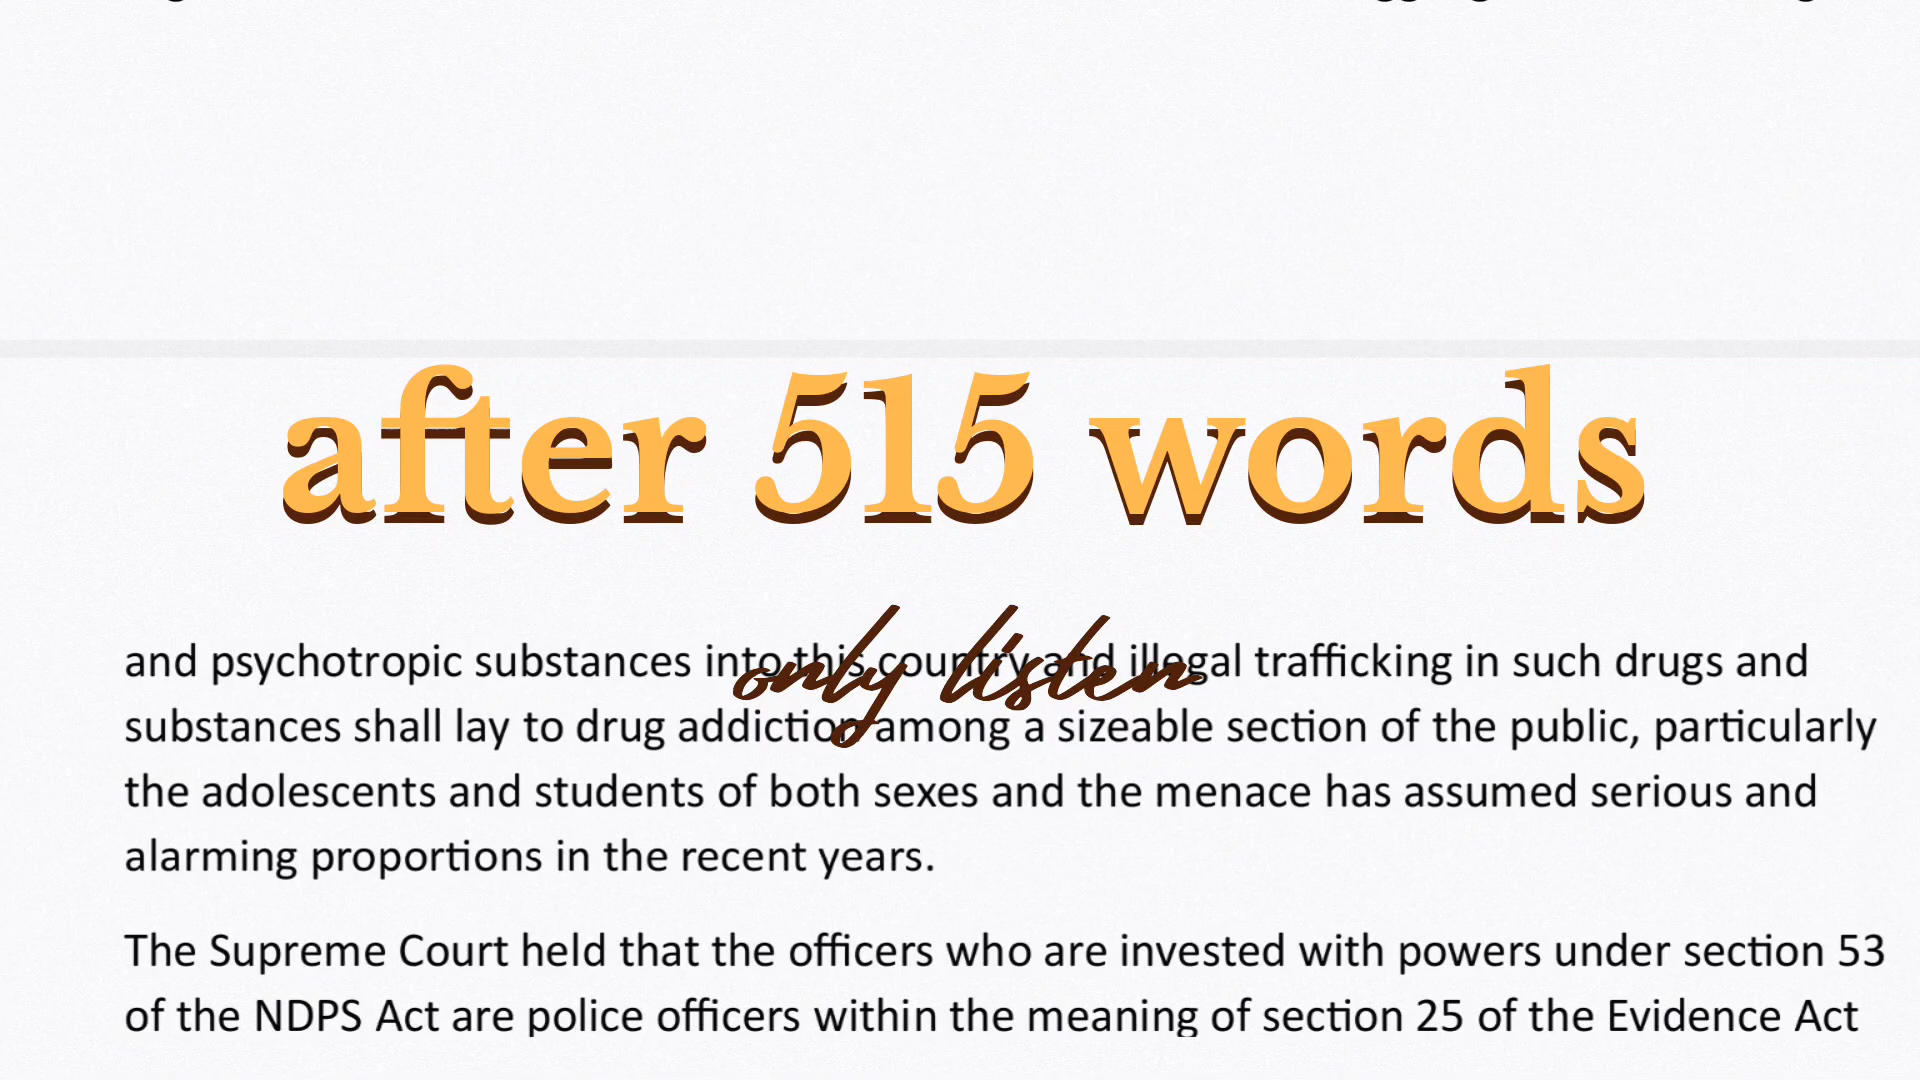 after 515 words
only listen
and psychotropic substances into this country and illegal trafficking in such drugs and
substances shall lay to drug addiction among a sizeable section of the public, particularly
the adolescents and students of both sexes and the menace has assumed serious and
alarming proportions in the recent years.
The Supreme Court held that the officers who are invested with powers under section 53
of the NDPS Act are police officers within the meaning of section 25 of the Evidence Act